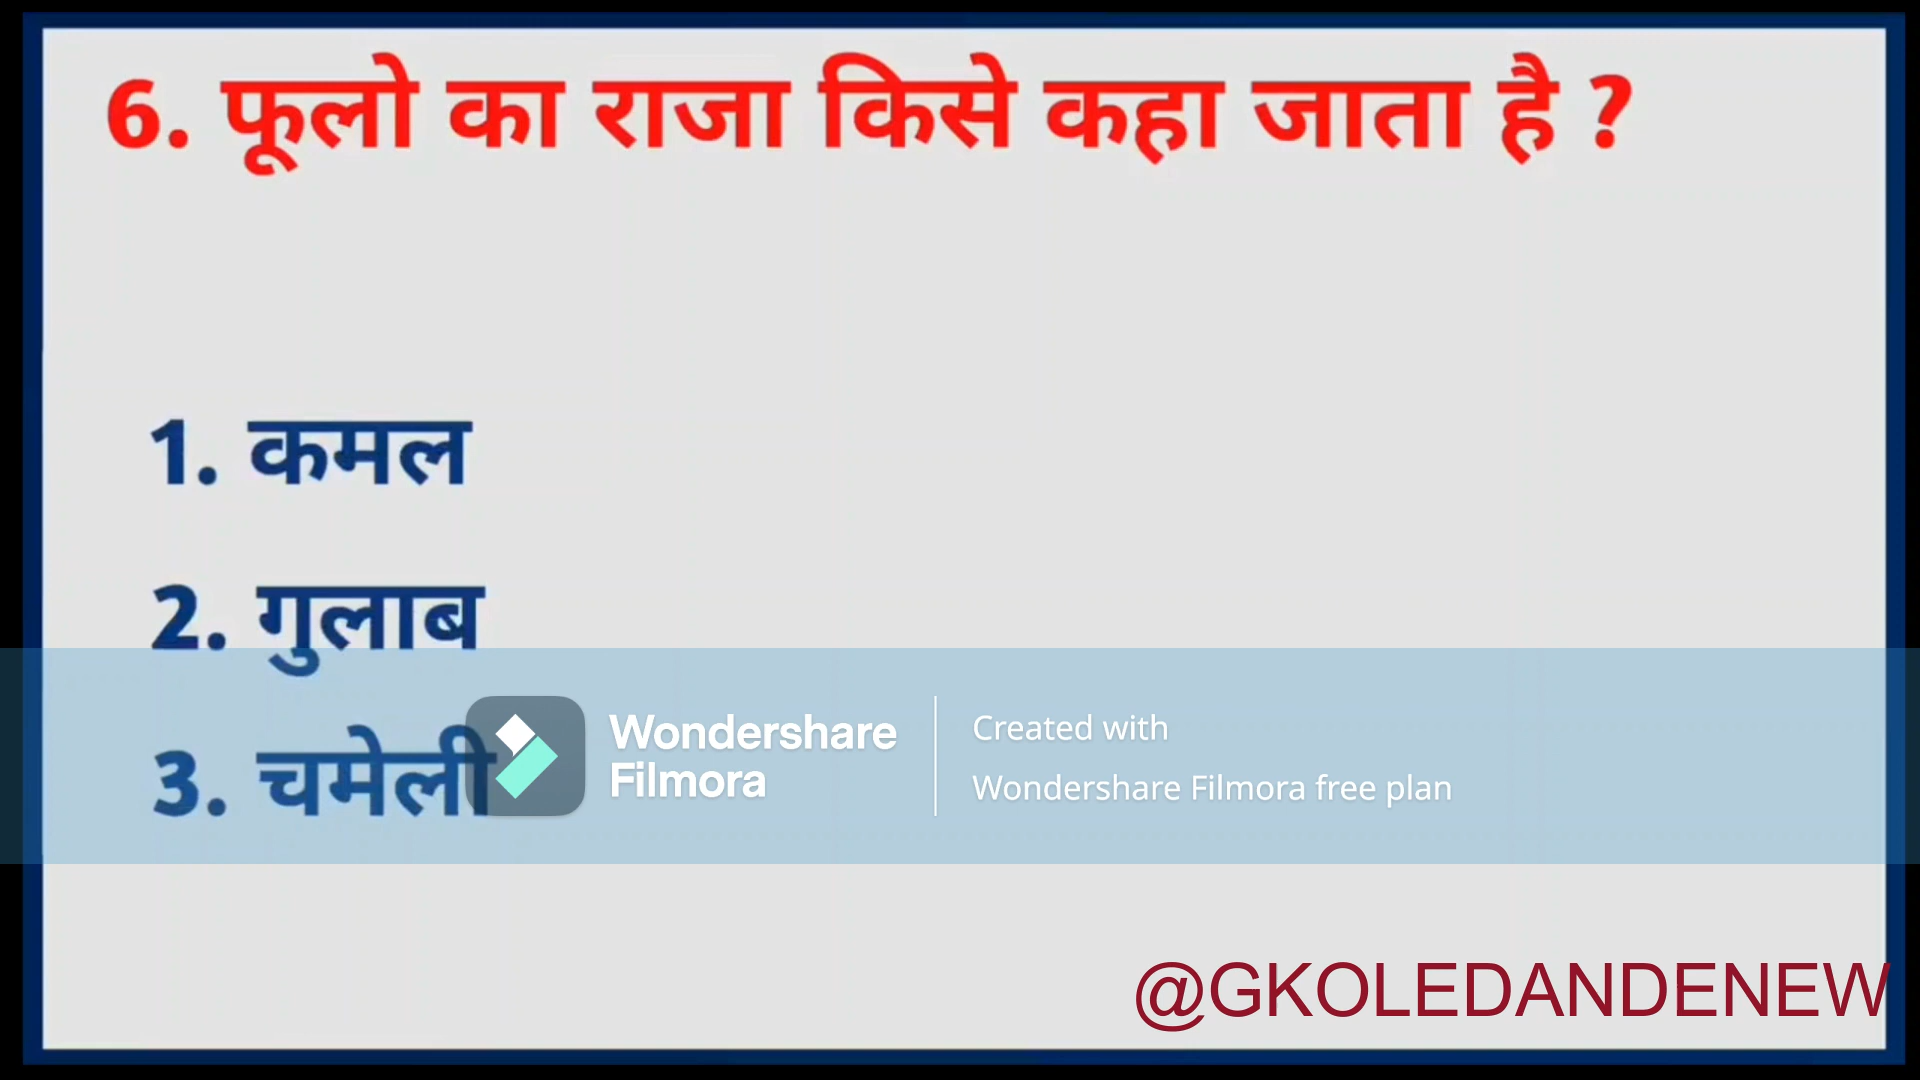 6. फूलो का राजा किसे कहा जाता है ?
1. कमल
2. गुलाब
3. चमेली
Wondershare
Filmora
Created with
Wondershare Filmora free plan
@GKOLEDANDENEW